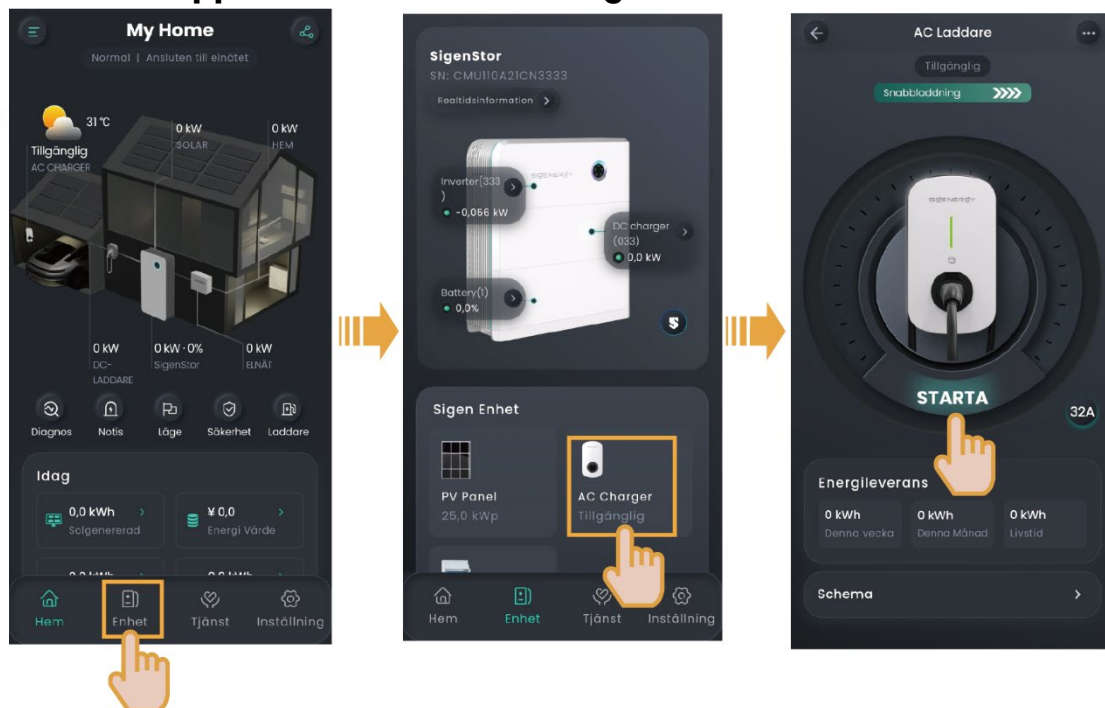 My Home
Normal | Ansluten till elnätet
31 °C
Tillgänglig
AC CHARGER
0 kW
SOLAR
0 kW
HEM
0 kW
DC-
LADDARE
0 kW · 0%
SigenStor
0 kW
ELNÄT
Diagnos
Notis
Läge
Säkerhet
Laddare
Idag
0,0 kWh
Solgenererad
¥ 0,0
Energi Värde
Hem
Enhet
Tjänst
Inställning
SigenStor
SN: CMU110A21CN3333
Realtidsinformation
SIGENERGY
Inverter(333
)
-0,056 kW
DC charger
(033)
0,0 kW
Battery(1)
0,0%
Sigen Enhet
PV Panel
25,0 kWp
AC Charger
Tillgänglig
Hem
Enhet
Tjänst
Inställning
AC Laddare
Tillgänglig
Snabbladdning
SIGENERGY
STARTA
32A
Energileverans
0 kWh
Denna vecka
0 kWh
Denna Månad
0 kWh
Livstid
Schema